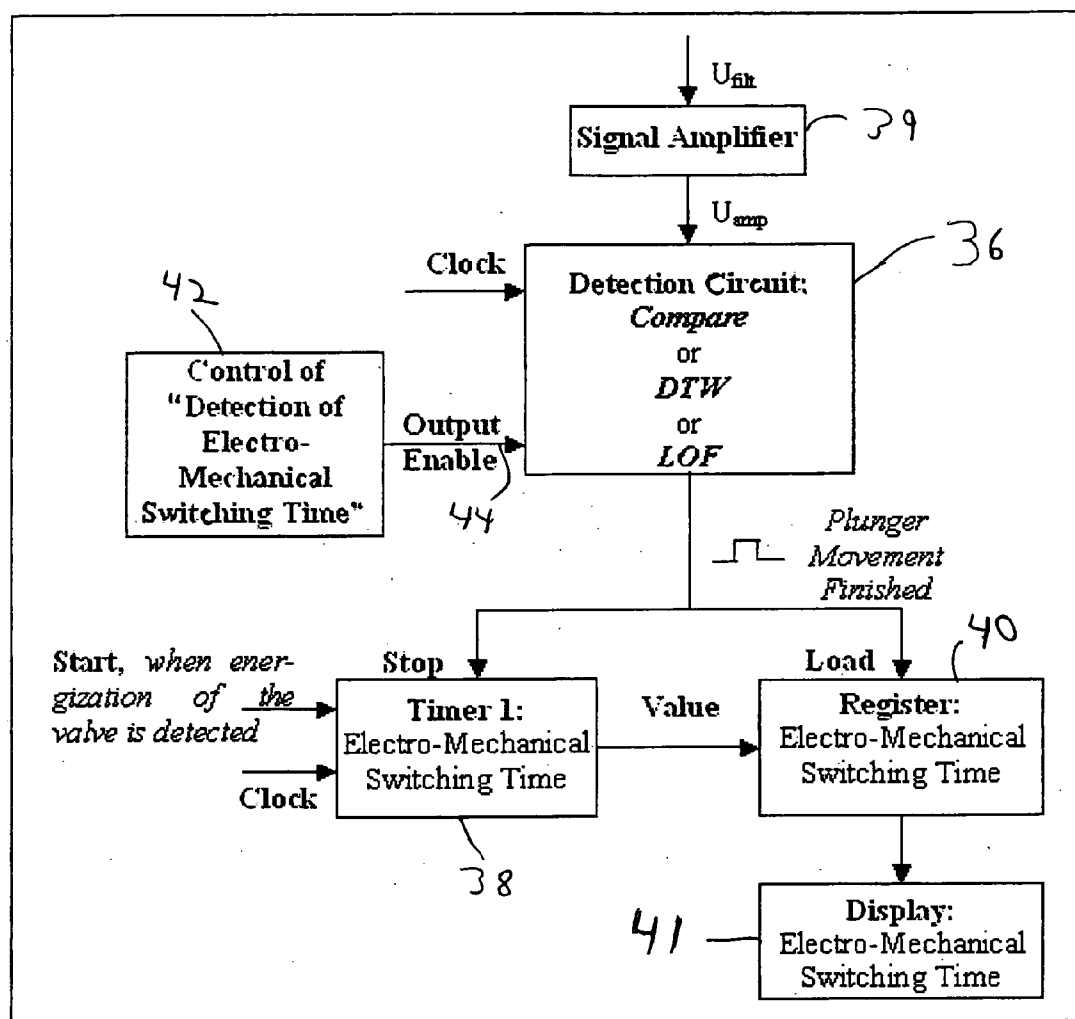 U_filt
Signal Amplifier
39
U_amp
36
Clock
Detection Circuit:
Compare
or
DTW
or
LOF
42
Control of
"Detection of
Electro-
Mechanical
Switching Time"
Output
Enable
44
Plunger
Movement
Finished
40
Start, when ener-
gization of the
valve is detected
Stop
Load
Timer 1:
Electro-Mechanical
Switching Time
Value
Register:
Electro-Mechanical
Switching Time
Clock
38
41
Display:
Electro-Mechanical
Switching Time